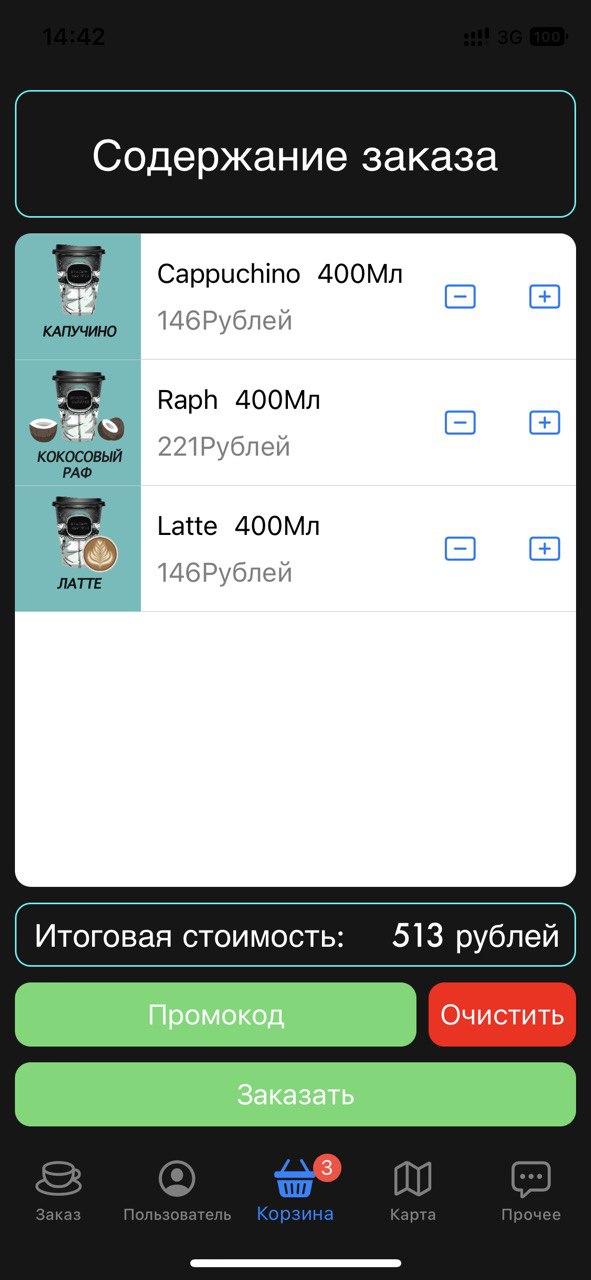 14:42
3G 100
Содержание заказа
КАПУЧИНО
Cappuchino 400Мл
146Рублей
КОКОСОВЫЙ
РАФ
Raph 400Мл
221Рублей
ЛАТТЕ
Latte 400Мл
146Рублей
Итоговая стоимость: 513 рублей
Промокод
Очистить
Заказать
3
Заказ
Пользователь
Корзина
Карта
Прочее